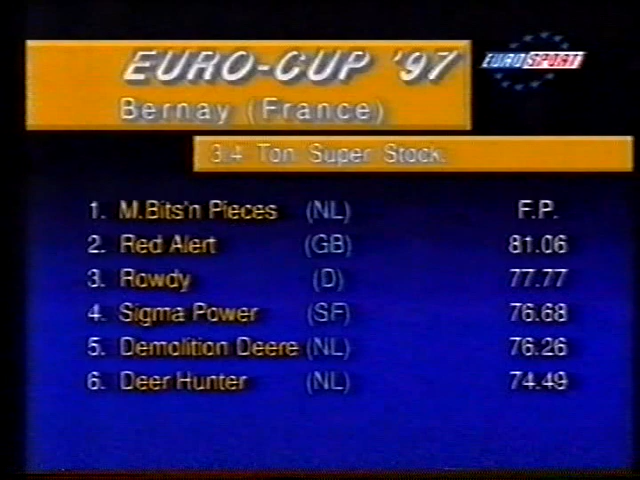 EURO-CUP '97
EUROSPORT
Bernay (France)
3.4 Ton Super Stock.
1. M.Bits'n Pieces (NL) F.P.
2. Red Alert (GB) 81.06
3. Rowdy (D) 77.77
4. Sigma Power (SF) 76.68
5. Demolition Deere (NL) 76.26
6. Deer Hunter (NL) 74.49